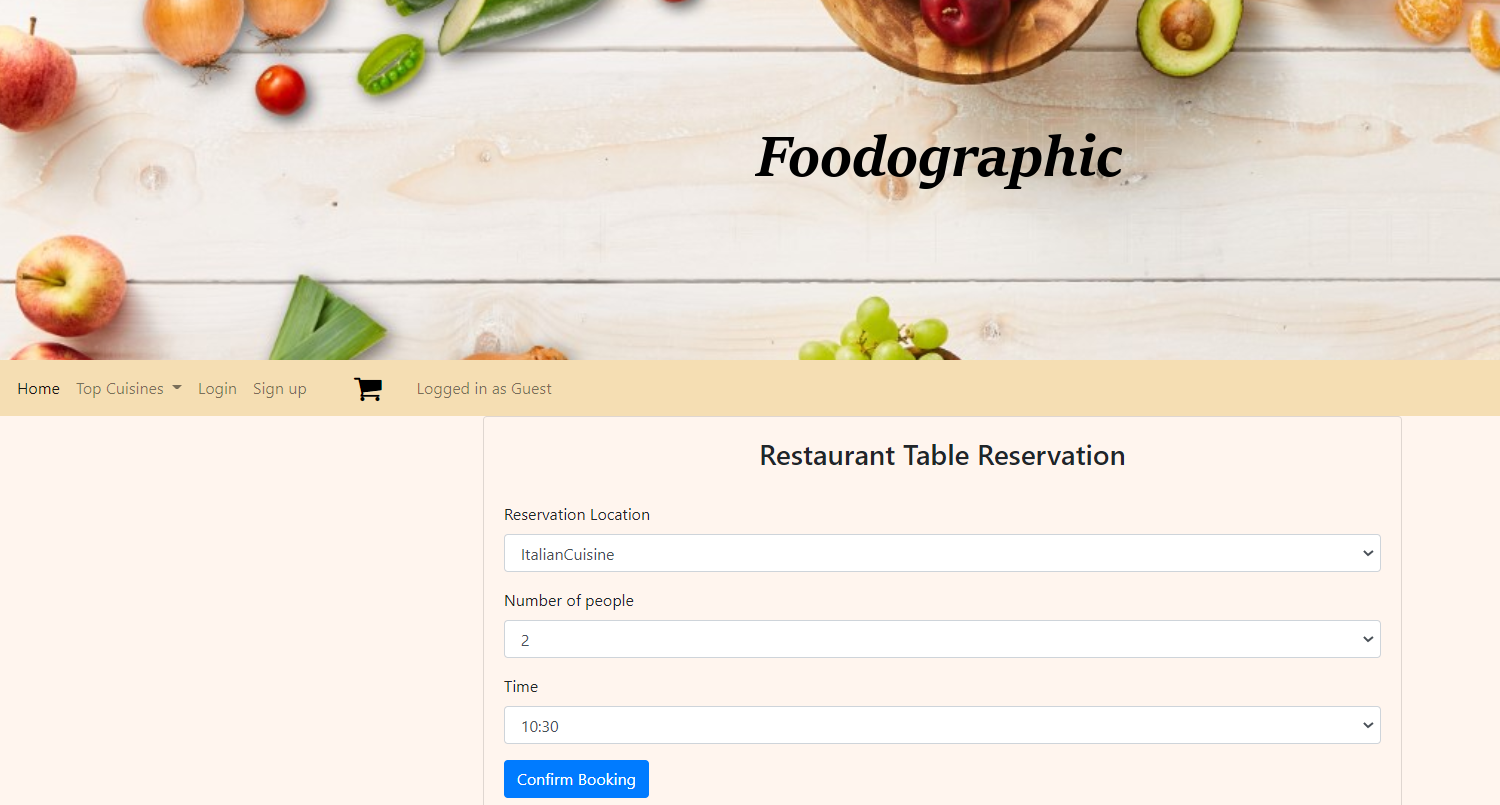 Foodographic
Home Top Cuisines Login Sign up Logged in as Guest
Restaurant Table Reservation
Reservation Location
ItalianCuisine
Number of people
2
Time
10:30
Confirm Booking